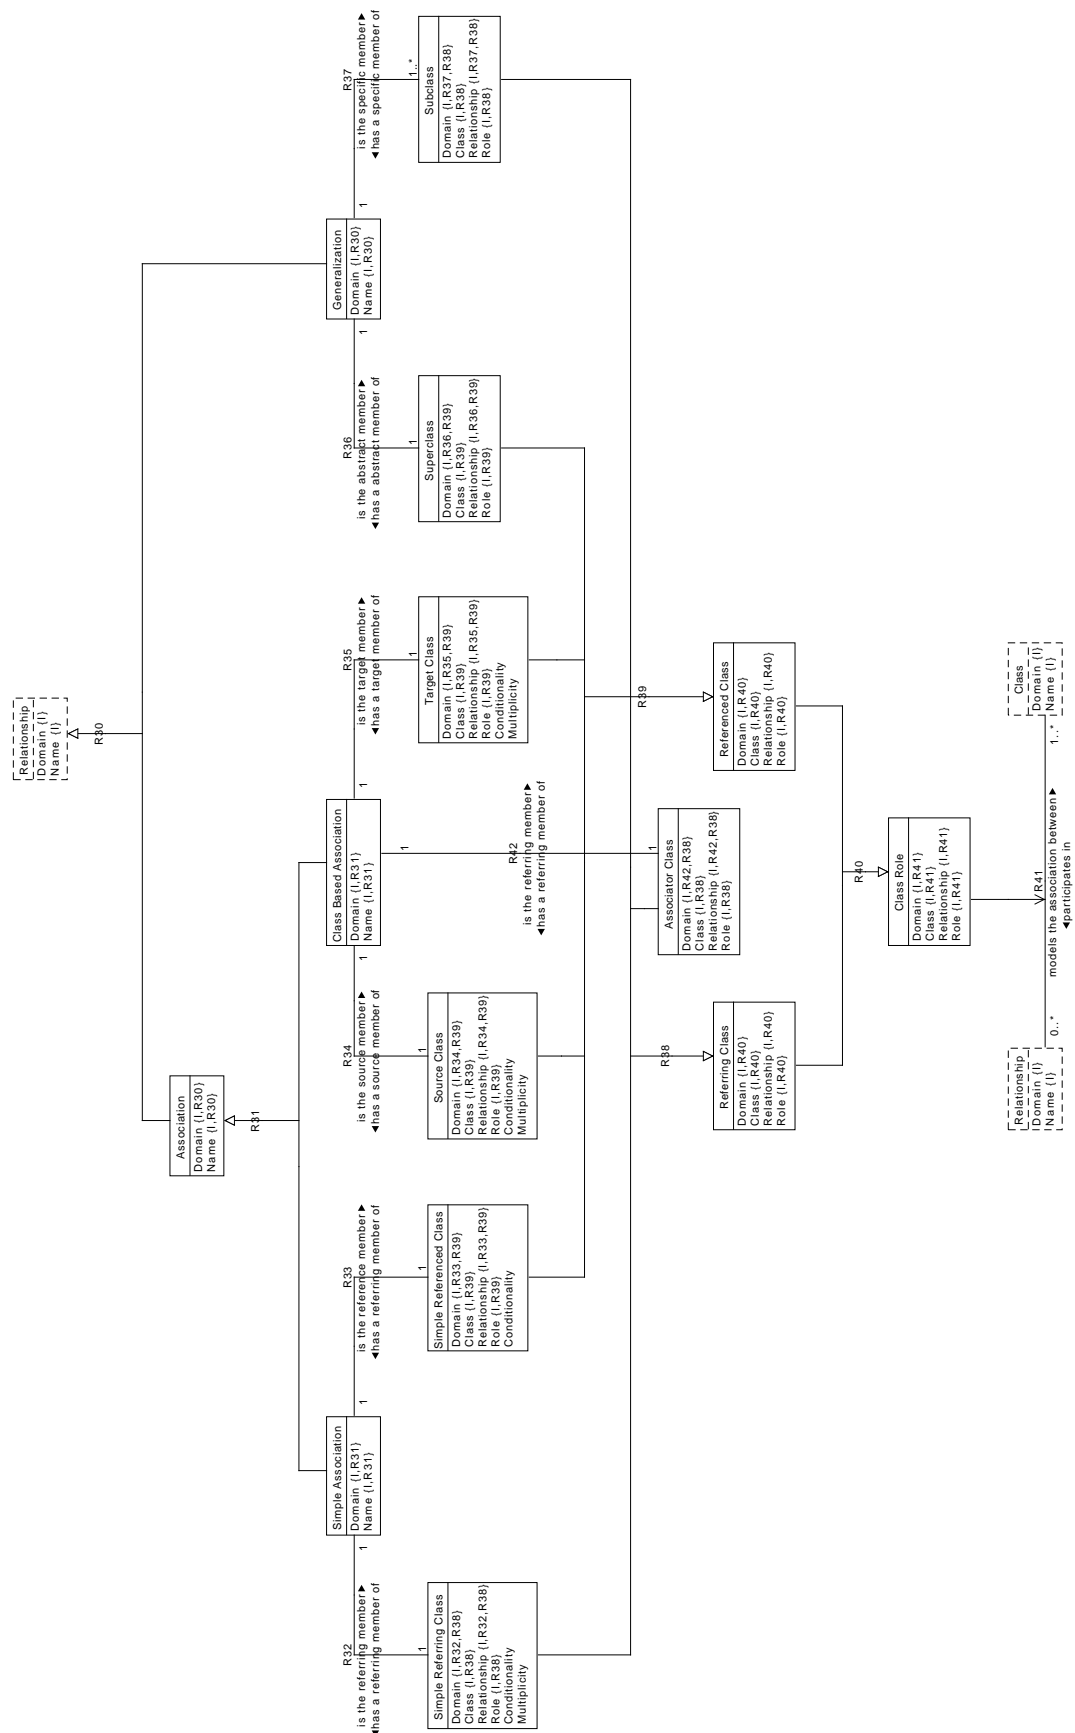 Relationship
Domain {I}
Name {I}
R30
Association
Domain {I,R30}
Name {I,R30}
R31
Simple Association
Domain {I,R31}
Name {I,R31}
Class Based Association
Domain {I,R31}
Name {I,R31}
Generalization
Domain {I,R30}
Name {I,R30}
1
R32
is the referring member►
◄has a referring member of
1
1
R33
is the reference member►
◄has a referring member of
1
1
R34
is the source member►
◄has a source member of
1
1
R35
is the target member►
◄has a target member of
1
1
R36
is the abstract member►
◄has a abstract member of
1
1
R37
is the specific member►
◄has a specific member of
1..*
Simple Referring Class
Domain {I,R32,R38}
Class {I,R38}
Relationship {I,R32,R38}
Role {I,R38}
Conditionality
Multiplicity
Simple Referenced Class
Domain {I,R33,R39}
Class {I,R39}
Relationship {I,R33,R39}
Role {I,R39}
Conditionality
Source Class
Domain {I,R34,R39}
Class {I,R39}
Relationship {I,R34,R39}
Role {I,R39}
Conditionality
Multiplicity
Target Class
Domain {I,R35,R39}
Class {I,R39}
Relationship {I,R35,R39}
Role {I,R39}
Conditionality
Multiplicity
Superclass
Domain {I,R36,R39}
Class {I,R39}
Relationship {I,R36,R39}
Role {I,R39}
Subclass
Domain {I,R37,R38}
Class {I,R38}
Relationship {I,R37,R38}
Role {I,R38}
1
R42
is the referring member►
◄has a referring member of
1
Associator Class
Domain {I,R42,R38}
Class {I,R38}
Relationship {I,R42,R38}
Role {I,R38}
R38
R39
Referring Class
Domain {I,R40}
Class {I,R40}
Relationship {I,R40}
Role {I,R40}
Referenced Class
Domain {I,R40}
Class {I,R40}
Relationship {I,R40}
Role {I,R40}
R40
Class Role
Domain {I,R41}
Class {I,R41}
Relationship {I,R41}
Role {I,R41}
Relationship
Domain {I}
Name {I}
0..*
R41
models the association between►
◄participates in
1..*
Class
Domain {I}
Name {I}